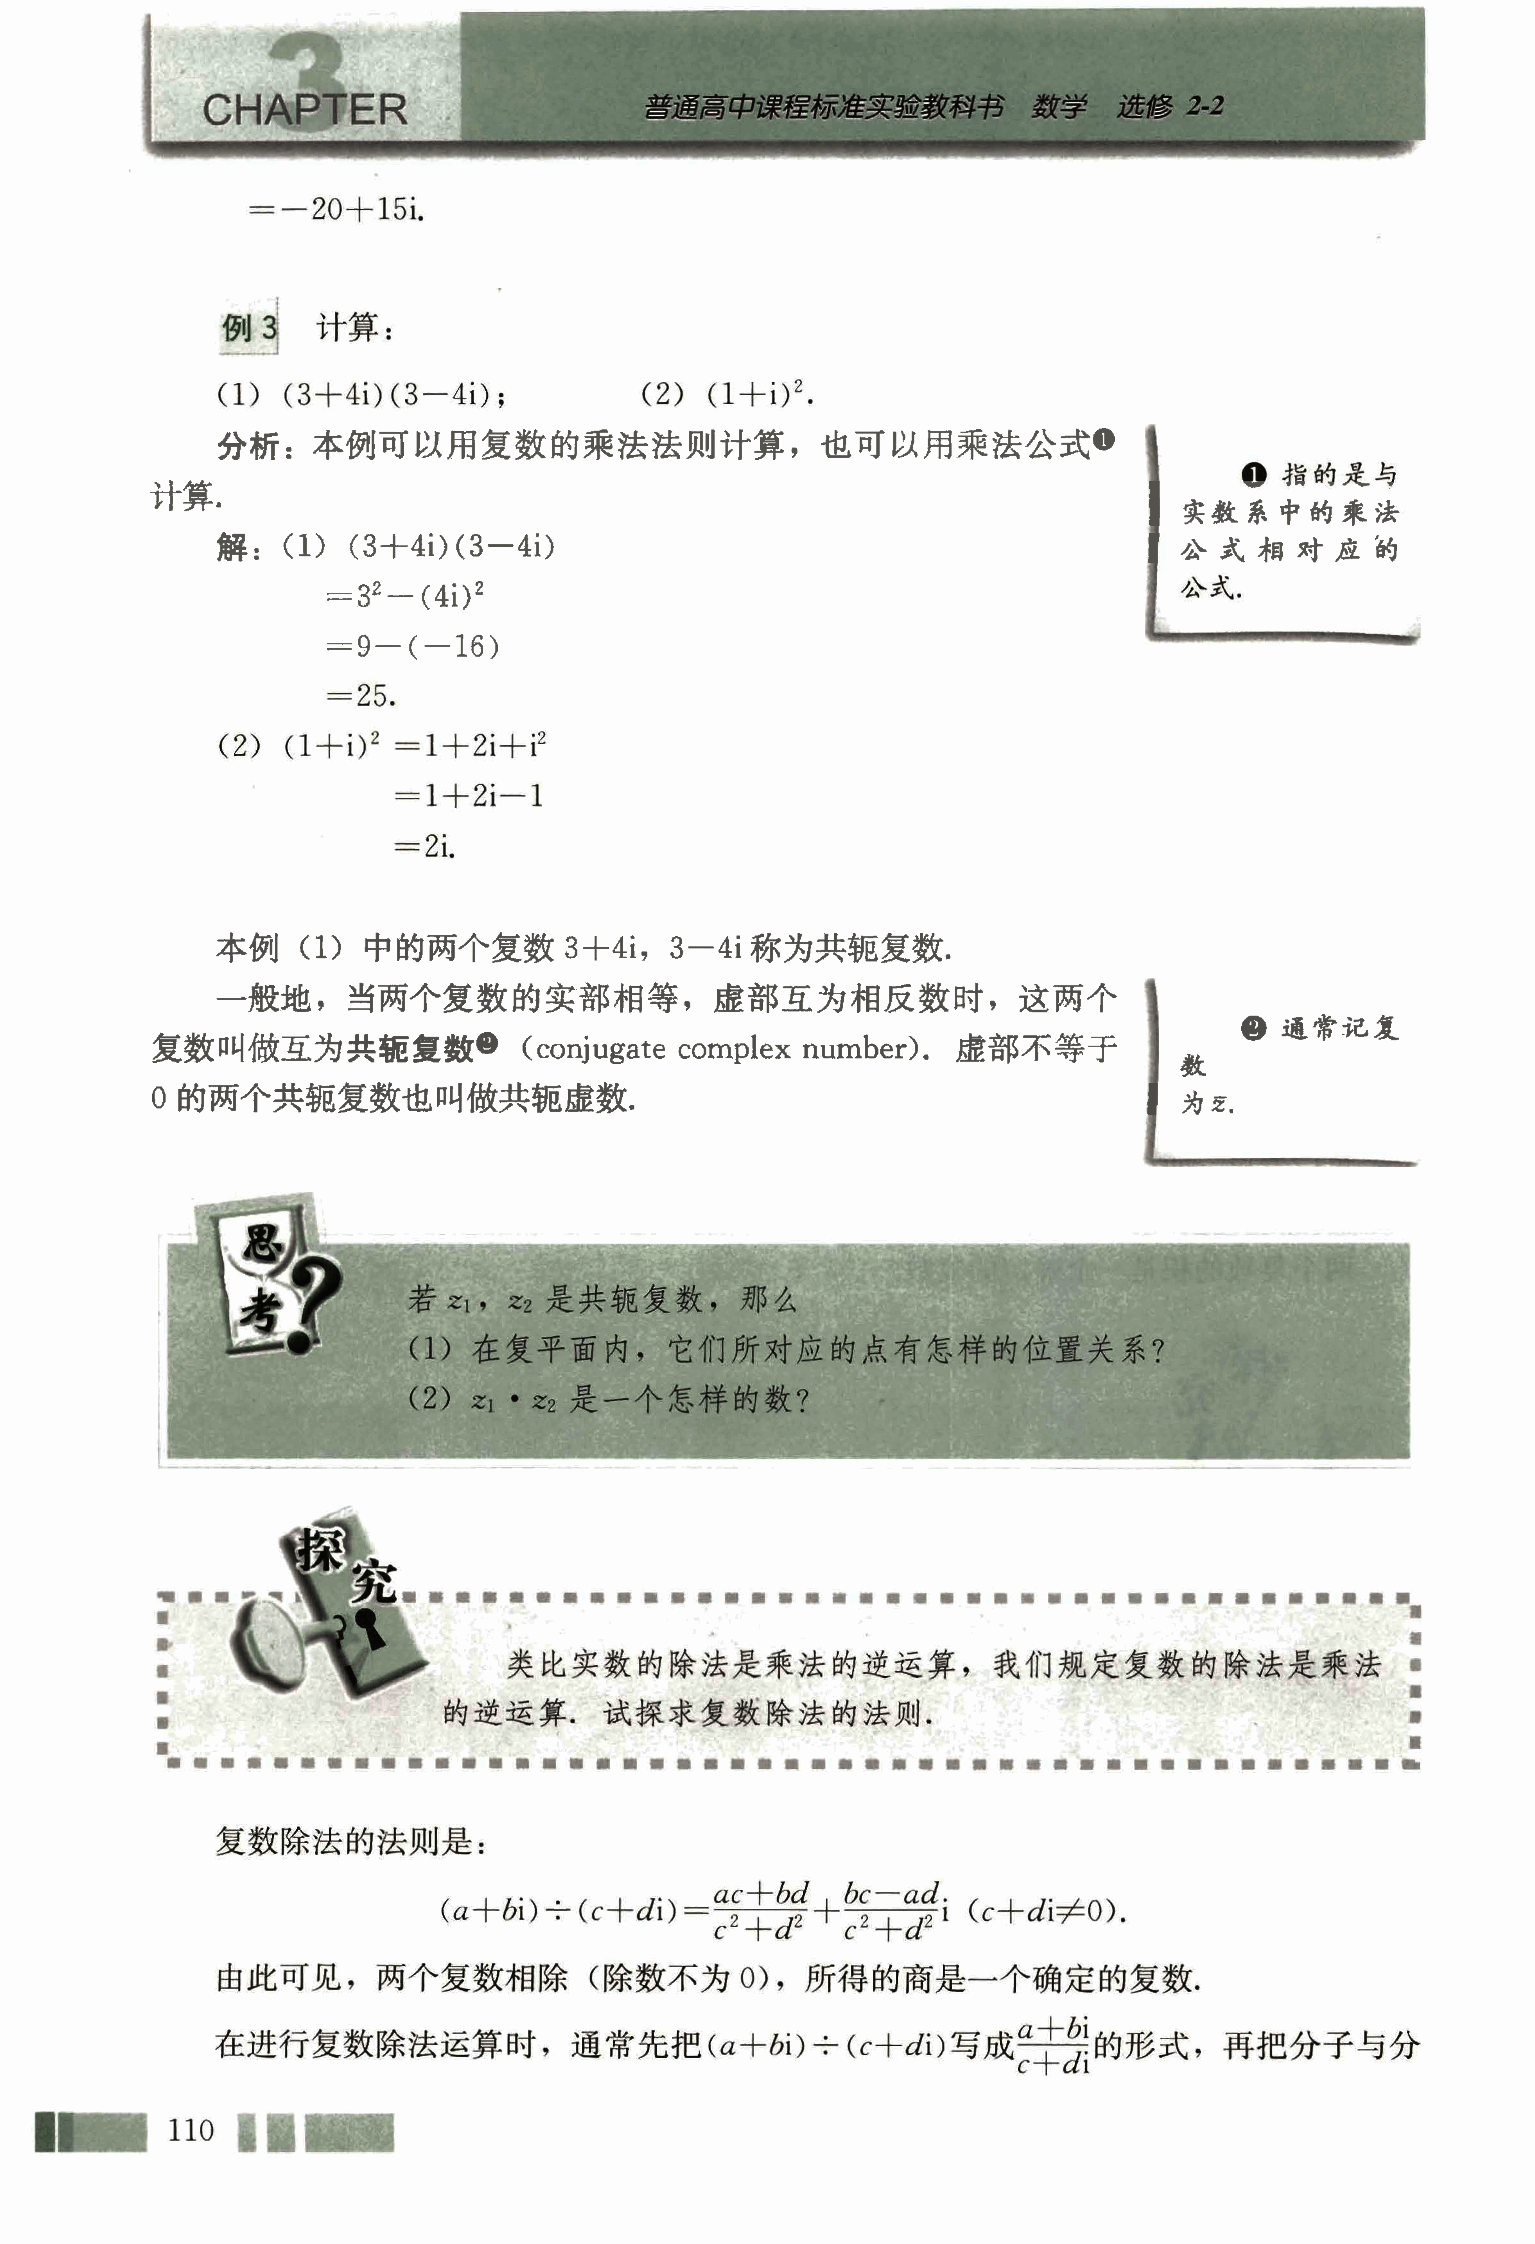 3
CHAPTER
普通高中课程标准实验教科书 数学 选修 2-2
=-20+15i.
例 3 计算:
(1) (3+4i)(3-4i); (2) (1+i)².
分析:本例可以用复数的乘法法则计算,也可以用乘法公式❶
计算.
❶ 指的是与
实数系中的乘法
公式相对应的
公式.
解:(1) (3+4i)(3-4i)
=3²-(4i)²
=9-(-16)
=25.
(2) (1+i)² =1+2i+i²
=1+2i-1
=2i.
本例(1)中的两个复数 3+4i, 3-4i 称为共轭复数.
一般地,当两个复数的实部相等,虚部互为相反数时,这两个
复数叫做互为共轭复数❷ (conjugate complex number). 虚部不等于
0 的两个共轭复数也叫做共轭虚数.
❷ 通常记复
数
为 z̄.
思考?
若 z₁, z₂ 是共轭复数,那么
(1) 在复平面内,它们所对应的点有怎样的位置关系?
(2) z₁·z₂ 是一个怎样的数?
探究
类比实数的除法是乘法的逆运算,我们规定复数的除法是乘法
的逆运算. 试探求复数除法的法则.
复数除法的法则是:
(a+bi)÷(c+di)=\frac{ac+bd}{c²+d²}+\frac{bc-ad}{c²+d²}i (c+di≠0).
由此可见,两个复数相除(除数不为 0),所得的商是一个确定的复数.
在进行复数除法运算时,通常先把(a+bi)÷(c+di)写成\frac{a+bi}{c+di}的形式,再把分子与分
110